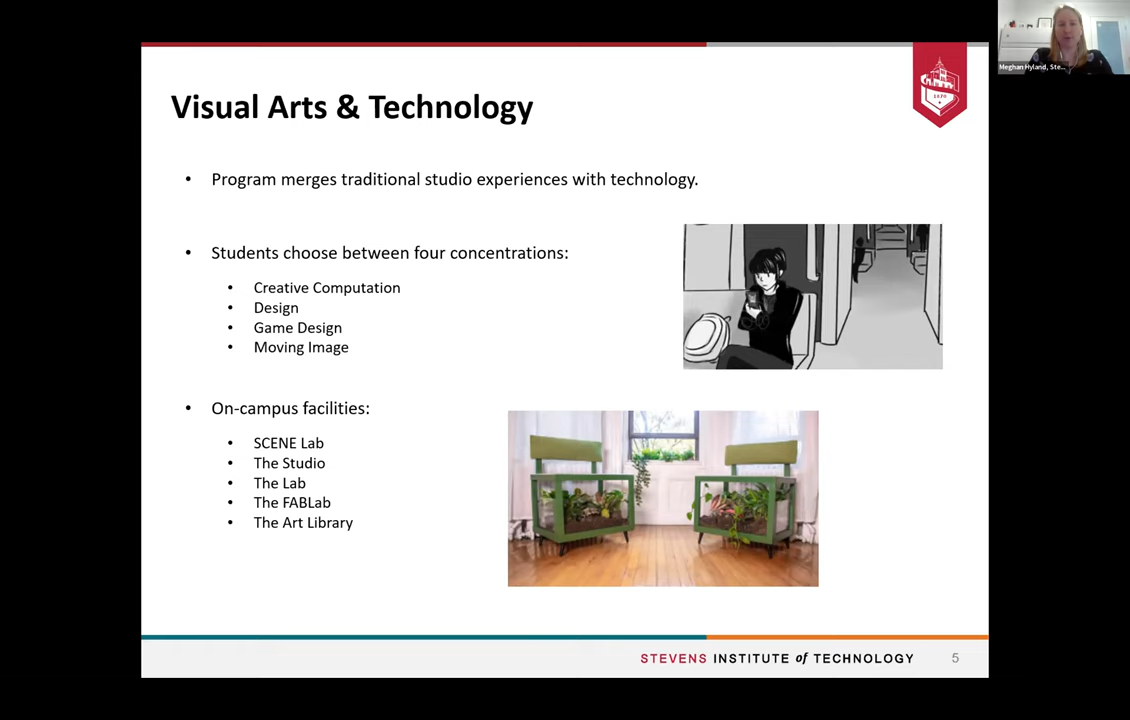 Meghan Hyland, Ste...
Visual Arts & Technology
1870
• Program merges traditional studio experiences with technology.
• Students choose between four concentrations:
• Creative Computation
• Design
• Game Design
• Moving Image
• On-campus facilities:
• SCENE Lab
• The Studio
• The Lab
• The FABLab
• The Art Library
STEVENS INSTITUTE of TECHNOLOGY
5